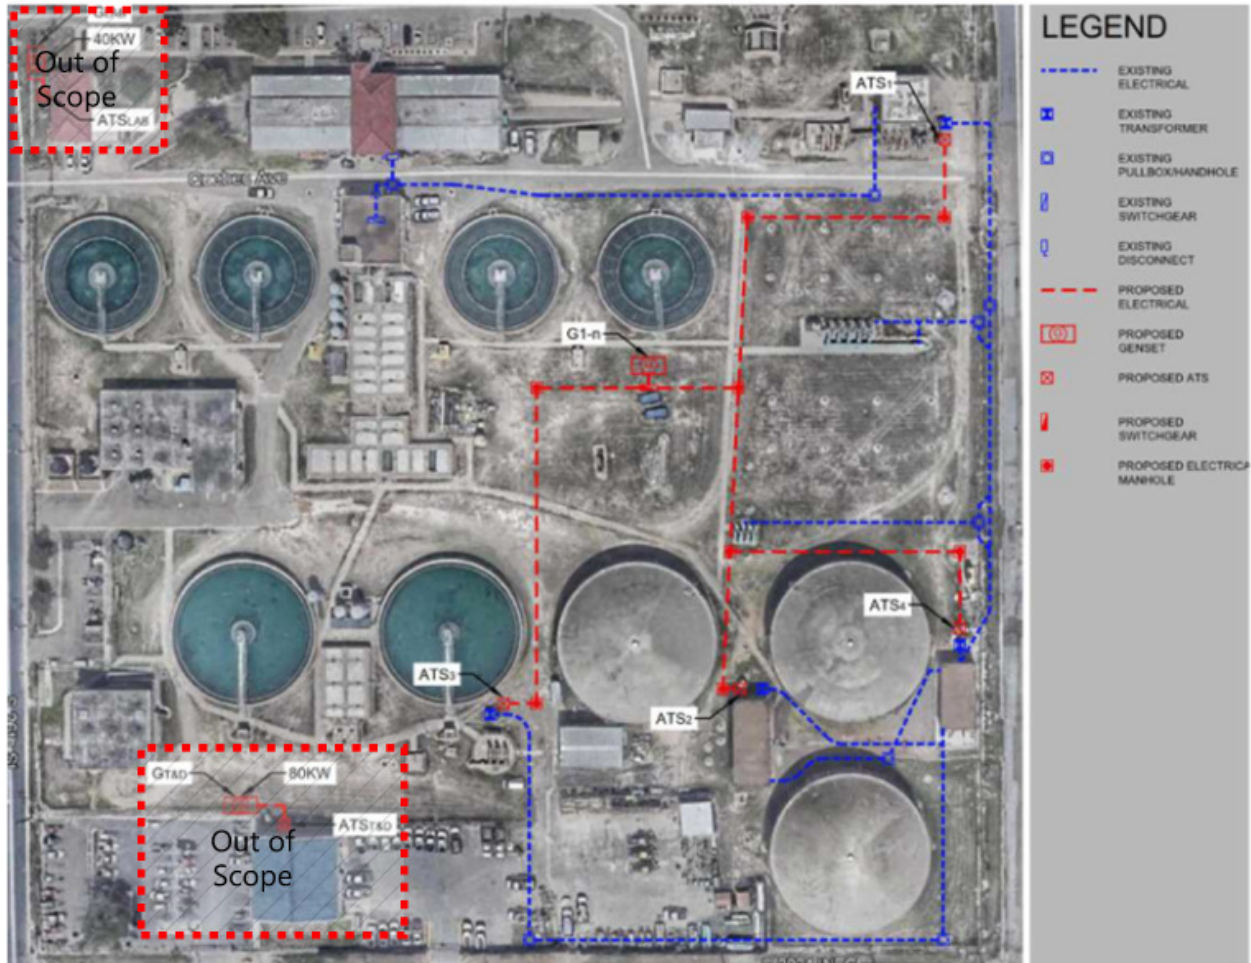 LEGEND
40KW
Out of
Scope
ATSLAB
ATS1
Quebec Ave
G1-n
ATS4
ATS3
ATS2
GT&D
80KW
ATST&D
Out of
Scope
EXISTING
ELECTRICAL
EXISTING
TRANSFORMER
EXISTING
PULLBOX/HANDHOLE
EXISTING
SWITCHGEAR
EXISTING
DISCONNECT
PROPOSED
ELECTRICAL
PROPOSED
GENSET
PROPOSED ATS
PROPOSED
SWITCHGEAR
PROPOSED ELECTRICA
MANHOLE